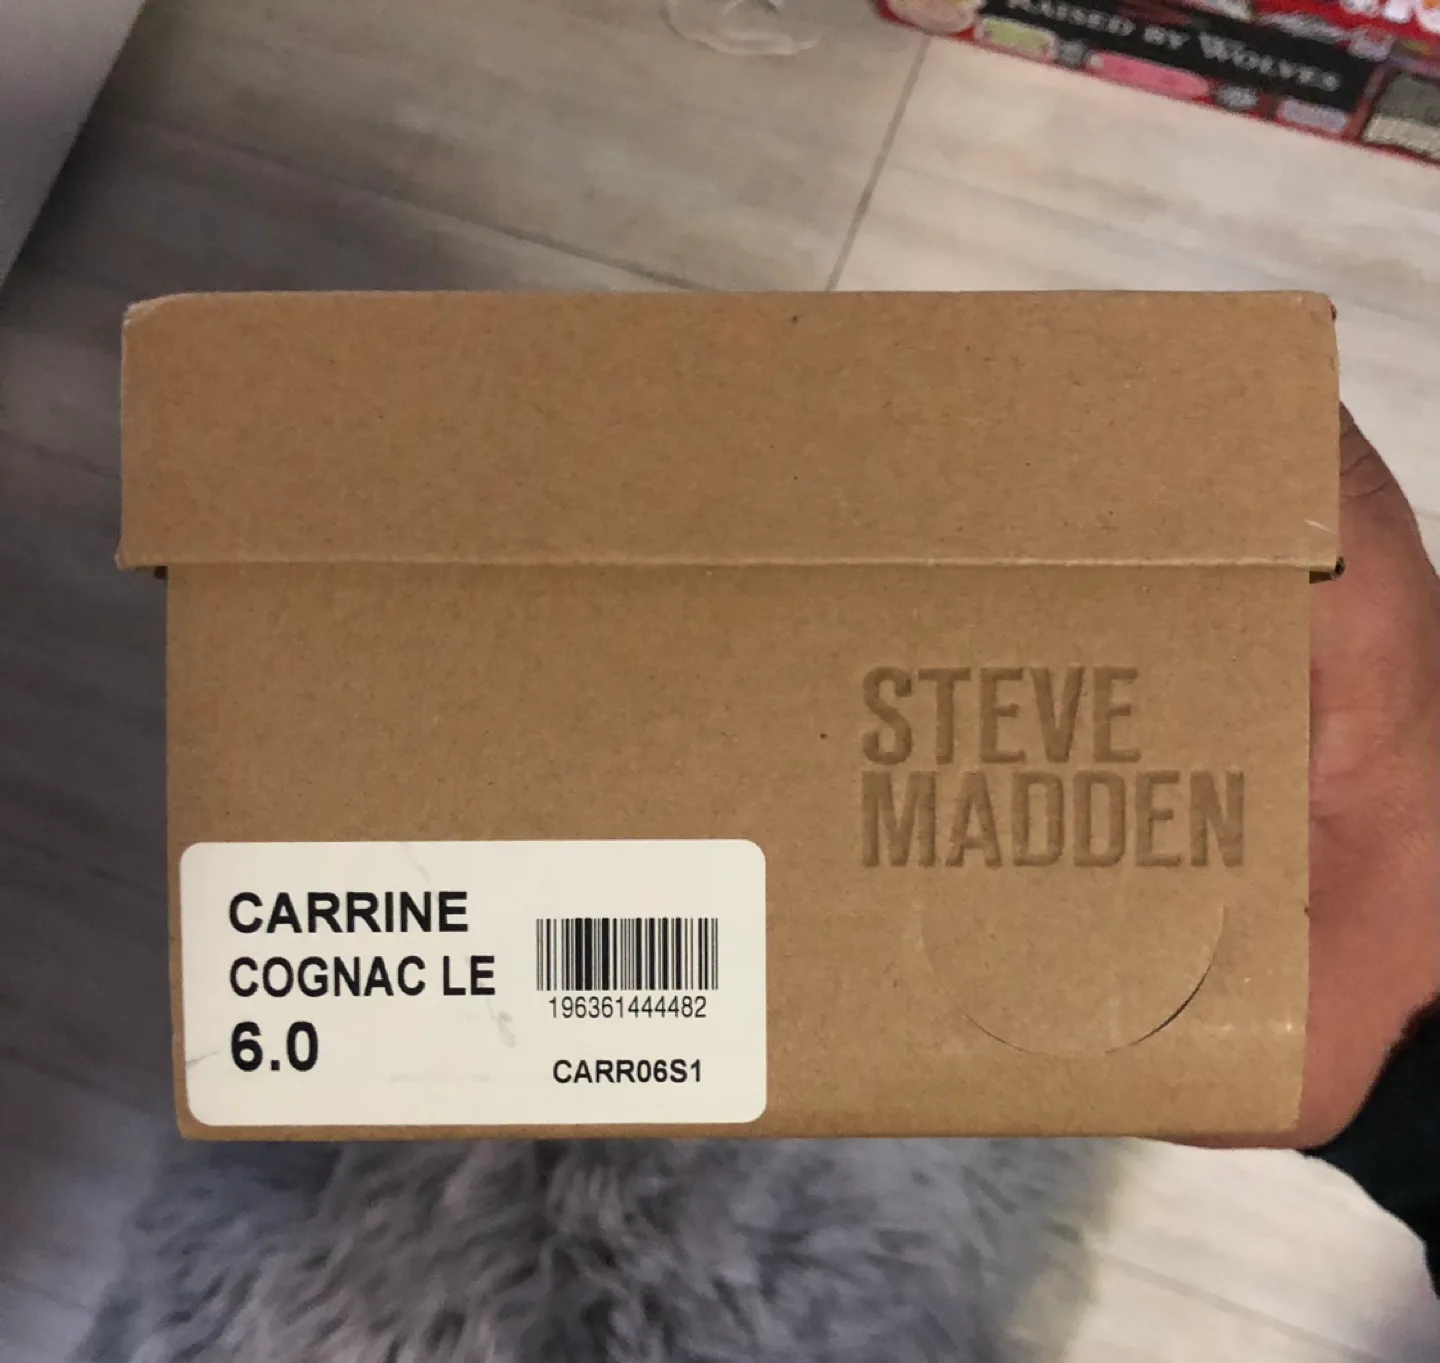 RAISED BY WOLVES
STEVE
MADDEN
CARRINE
COGNAC LE
6.0
196361444482
CARR06S1